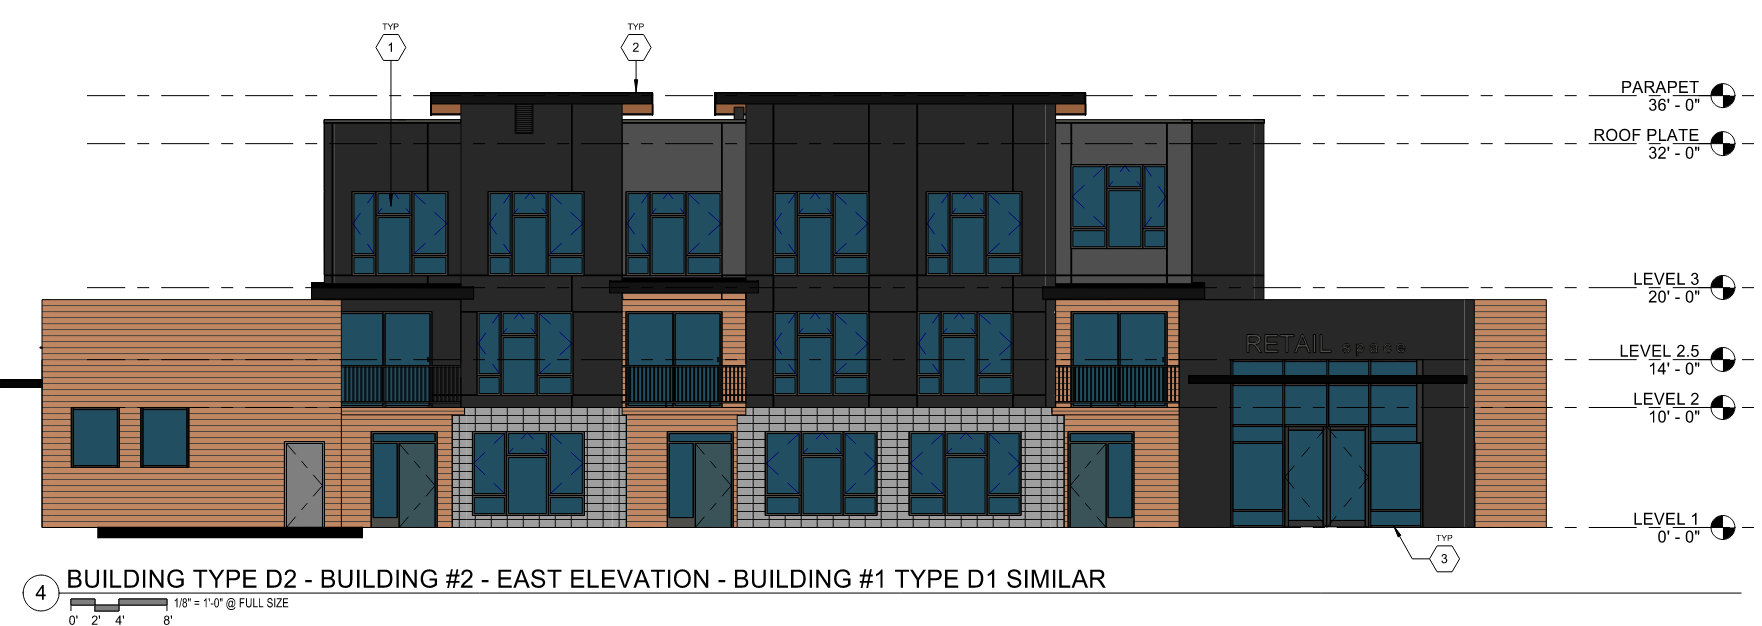 TYP
1
TYP
2
PARAPET
36' - 0"
ROOF PLATE
32' - 0"
LEVEL 3
20' - 0"
RETAIL space
LEVEL 2.5
14' - 0"
LEVEL 2
10' - 0"
LEVEL 1
0' - 0"
TYP
3
4
BUILDING TYPE D2 - BUILDING #2 - EAST ELEVATION - BUILDING #1 TYPE D1 SIMILAR
1/8" = 1'-0" @ FULL SIZE
0' 2' 4' 8'